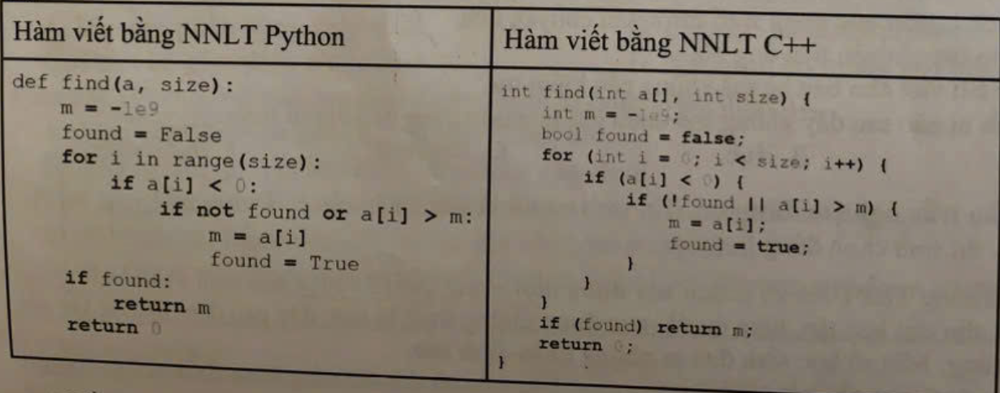 Hàm viết bằng NNLT Python
def find(a, size):
    m = -1e9
    found = False
    for i in range(size):
        if a[i] < 0:
            if not found or a[i] > m:
                m = a[i]
                found = True
    if found:
        return m
    return 0
Hàm viết bằng NNLT C++
int find(int a[], int size) {
    int m = -1e9;
    bool found = false;
    for (int i = 0; i < size; i++) {
        if (a[i] < 0) {
            if (!found || a[i] > m) {
                m = a[i];
                found = true;
            }
        }
    }
    if (found) return m;
    return 0;
}